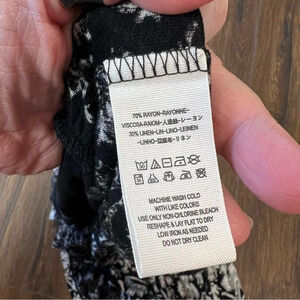 70% RAYON-RAYONNE-
VISCOSA-RAION-人造絲-レーヨン
30% LINEN-LIN-LINO-LEINEN
-LINHO-亞麻布-リネン
MACHINE WASH COLD
WITH LIKE COLORS
USE ONLY NON-CHLORINE BLEACH
RESHAPE & LAY FLAT TO DRY
LOW IRON AS NEEDED
DO NOT DRY CLEAN